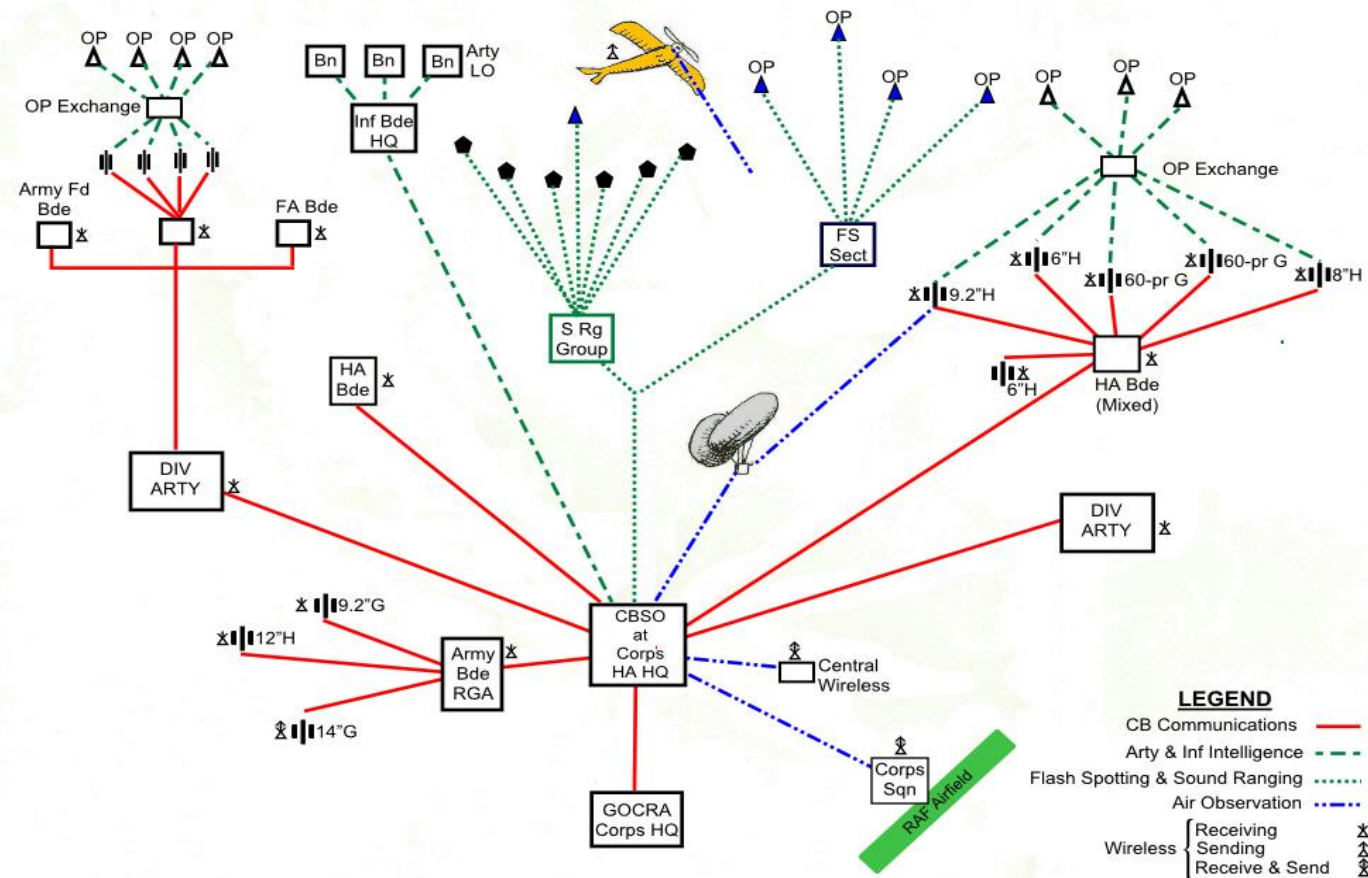 OP OP OP OP
OP Exchange
Army Fd
Bde
FA Bde
Bn Bn Bn
Arty
LO
Inf Bde
HQ
OP
OP
OP
OP
FS
Sect
S Rg
Group
OP
OP
OP
OP Exchange
9.2"H
6"H
60-pr G
60-pr G
8"H
6"H
HA Bde
(Mixed)
HA
Bde
DIV
ARTY
DIV
ARTY
9.2"G
12"H
14"G
Army
Bde
RGA
CBSO
at
Corps
HA HQ
Central
Wireless
Corps
Sqn
RAF Airfield
GOCRA
Corps HQ
LEGEND
CB Communications
Arty & Inf Intelligence
Flash Spotting & Sound Ranging
Air Observation
Wireless
Receiving
Sending
Receive & Send